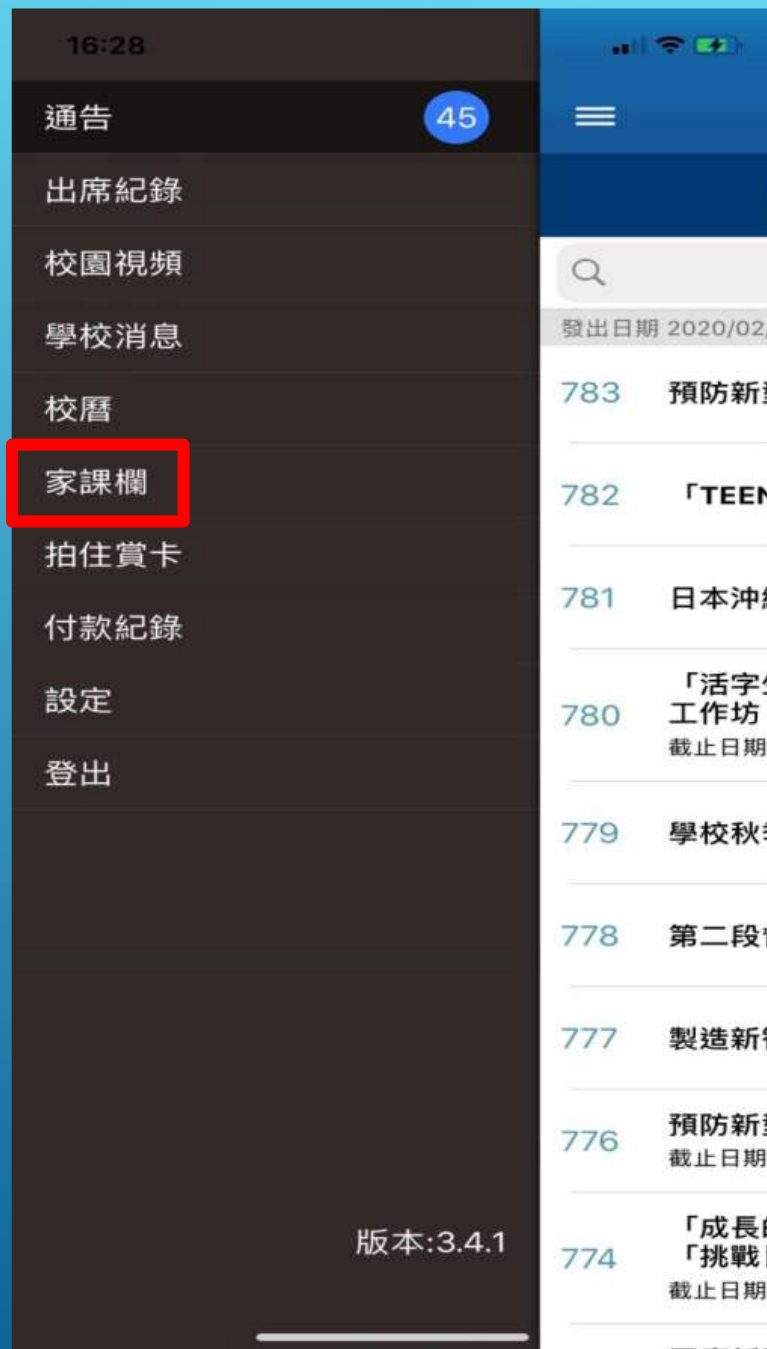 16:28
通告 45
出席紀錄
校園視頻
學校消息
校曆
家課欄
拍住賞卡
付款紀錄
設定
登出
版本:3.4.1
發出日期 2020/02/
783 預防新
782 「TEEN
781 日本沖
780 「活字
工作坊
截止日期
779 學校秋
778 第二段
777 製造新
776 預防新
截止日期
774 「成長
「挑戰
截止日期